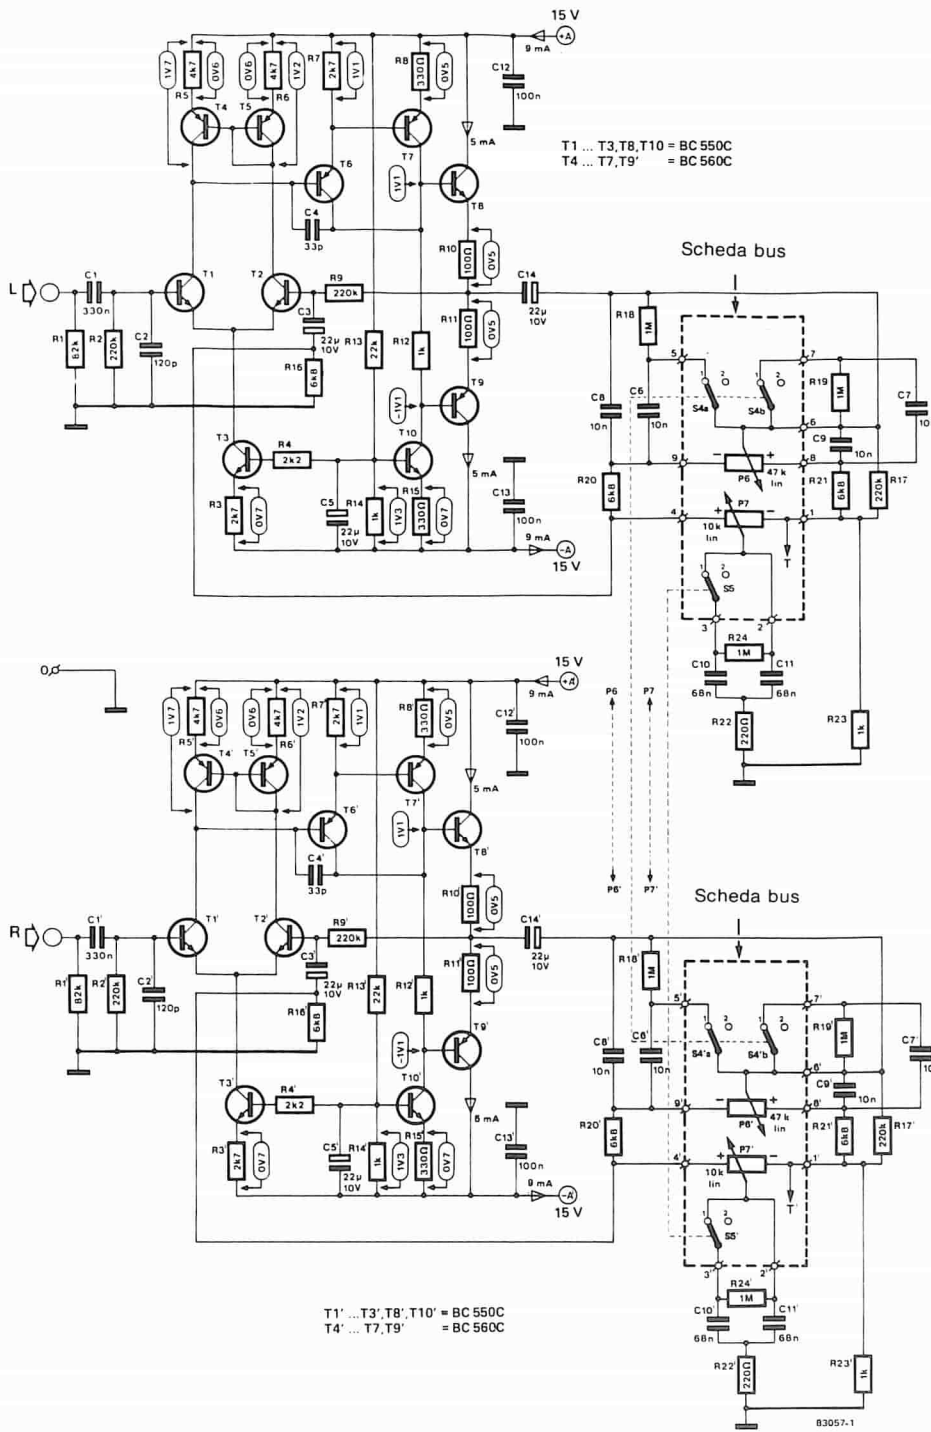 15 V
+A
9 mA
R7
R8
1V7
4k7
0V6
0V6
4k7
1V2
2k7
1V1
330Ω
0V5
C12
100n
R5
T4
T5
R6
5 mA
T1 ... T3,T8,T10 = BC 550C
T4 ... T7,T9' = BC 560C
T6
T7
1V1
T8
C4
33p
R10
100Ω
0V5
Scheda bus
L
C1
330n
T1
T2
R9
220k
C14
22µ
10V
R1
82k
R2
220k
C2
120p
C3
22µ
10V
R16
6k8
R13
22k
R12
1k
R11
100Ω
0V5
T9
-1V1
R18
1M
5
7
1
2
1
2
S4a
S4b
R19
1M
C7
10
C8
10n
C6
10n
6
C9
10n
9
8
-
+
P6
47 k
lin
R20
6k8
R21
6k8
R17
220k
T3
R4
2k2
T10
5 mA
R3
2k7
0V7
C5
22µ
10V
R14
1k
1V3
R15
330Ω
C13
100n
9 mA
-A
15 V
4
1
+
-
P7
10k
lin
T
1
2
S5
3
2
R24
1M
C10
68n
C11
68n
R22
220Ω
R23
1k
0
P6
P7
P6'
P7'
15 V
+A'
9 mA
R7'
R8'
1V7
4k7
0V6
0V6
4k7
1V2
2k7
1V1
330Ω
0V5
C12'
100n
R5'
T4'
T5'
R6'
5 mA
T6'
T7'
1V1
T8'
C4'
33p
R10'
100Ω
0V5
Scheda bus
R
C1'
330n
T1'
T2'
R9'
220k
C14'
22µ
10V
R1'
82k
R2'
220k
C2'
120p
C3'
22µ
10V
R16'
6k8
R13'
22k
R12'
1k
R11'
100Ω
0V5
T9'
-1V1
R18'
1M
5'
7'
1
2
1
2
S4'a
S4'b
R19'
1M
C7'
10
C8'
10n
C6'
10n
6'
C9'
10n
9'
8'
-
+
P6'
47 k
lin
R20'
6k8
R21'
6k8
R17'
220k
T3'
R4'
2k2
T10'
5 mA
R3'
2k7
0V7
C5'
22µ
10V
R14'
1k
1V3
R15'
330Ω
C13'
100n
9 mA
-A'
15 V
4'
1'
+
-
P7'
10k
lin
T'
1
2
S5'
3'
2'
R24'
1M
C10'
68n
C11'
68n
R22'
220Ω
R23'
1k
T1' ...T3',T8',T10' = BC 550C
T4' ... T7,T9' = BC 560C
83057-1